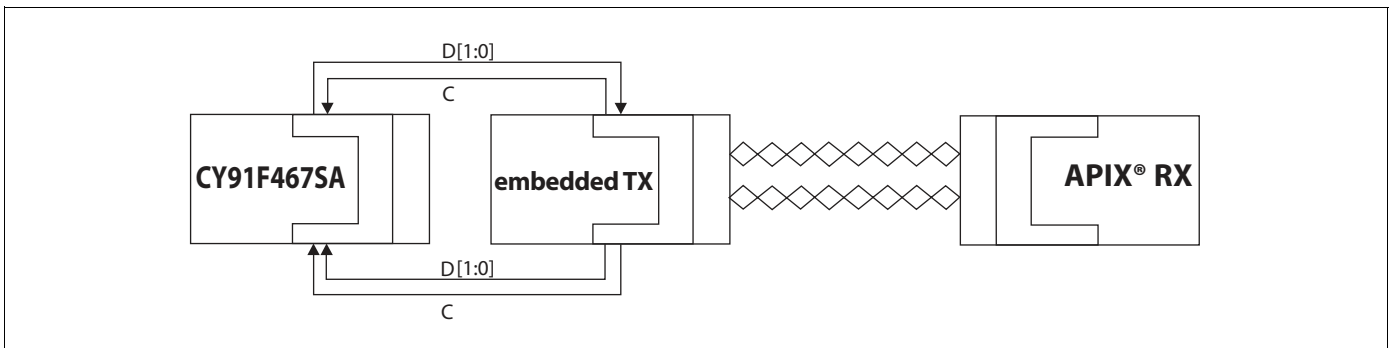 D[1:0]
C
CY91F467SA
embedded TX
APIX® RX
D[1:0]
C